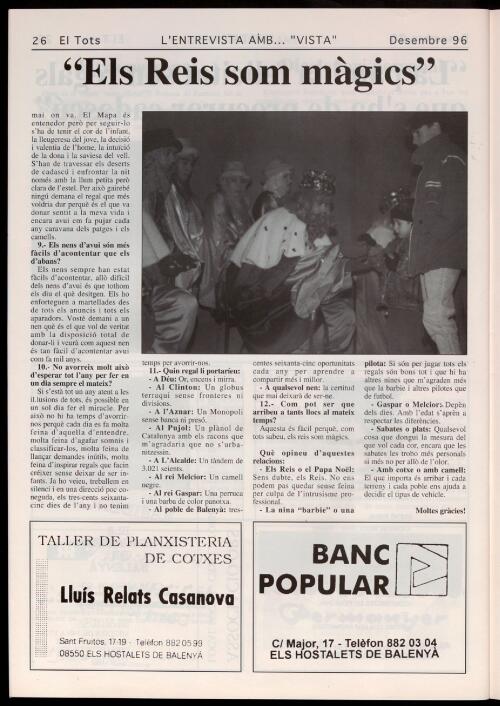 26 El Tots
L'ENTREVISTA AMB... "VISTA"
Desembre 96
“Els Reis som màgics”
mai on va. El Mapa és
entenedor però per seguir-lo
s'ha de tenir el cor de l'infant,
la lleugeresa del jove, la decisió
i valentia de l'home, la intuïció
de la dona i la saviesa del vell.
S'han de travessar els deserts
de cadascú i enfrontar la nit
només amb la llum petita però
clara de l'estel. Per això gairebé
ningú demana el regal que més
voldria dur perquè és el que va
donar sentit a la meva vida i
encara avui em fa pujar cada
any caravana dels patges i els
camells.
9.- Els nens d'avui són més
fàcils d'acontentar que els
d'abans?
Els nens sempre han estat
fàcils d'acontentar, allò difícil
dels nens d'avui és que tothom
els diu el que desitgen. Els ho
enforteguen a martellades des
de tots els anuncis i tots els
aparadors. Vostè demani a un
nen què és el que vol de veritat
amb la disposició total de
donar-li i veurà com aquest nen
és tan fàcil d'acontentar avui
com fa mil anys.
10.- No avorreix molt això
d'esperar tot l'any per fer en
un dia sempre el mateix?
Si s'està tot un any atent a les
il.lusions de tots, és possible en
un sol dia fer el miracle. Per
això no hi ha temps d'avorrir-
nos perquè cada dia es fa molta
feina d'aquella d'entendre,
molta feina d'agafar somnis i
classificar-los, molta feina de
llançar demandes inútils, molta
feina d'inspirar regals que facin
enfíxer sense deixar de ser in-
fants. Ja ho veieu, treballem en
silenci i en una direcció poc co-
neguda, els tres-cents seixanta-
cinc dies de l'any i no tenim
temps per avorrir-nos.
11.- Quin regal li portaríeu:
- A Déu: Or, encens i mirra.
- Al Clinton: Un globus
terraqui sense fronteres ni
divisions.
- A l'Aznar: Un Monopoli
sense bancs ni presó.
- Al Pujol: Un plànol de
Catalunya amb els racons que
m'agradaria que no s'urba-
nitzessin.
- A L'Alcalde: Un tàndem de
3.021 seients.
- Al rei Melcior: Un camell
negre.
- Al rei Gaspar: Una perruca
i una barba de color panotxa.
- Al poble de Balenyà: tres-
centes seixanta-cinc oportunitats
cada any per aprendre a
compartir més i millor.
- A qualsevol nen: la certitud
que mai deixarà de ser-ne.
12.- Com pot ser que
arribeu a tants llocs al mateix
temps?
Aquesta és fàcil perquè, com
tots sabeu, els reis som màgics.
Què opineu d'aquestes
relacions:
- Els Reis o el Papa Noël:
Sens dubte, els Reis. No ens
podem pas quedar sense feina
per culpa de l'intrusisme pro-
fessional.
- La nina "barbie" o una
pilota: Si són per jugar tots els
regals són bons tot i que hi ha
altres nines que m'agraden més
que la barbie i altres pilotes que
de futbol.
- Gaspar o Melcior: Depèn
dels dies. Amb l'edat s'aprèn a
respectar les diferències.
- Sabates o plats: Qualsevol
cosa que dongui la mesura del
que vol cada cor, encara que les
sabates les trobo més personals
si més no per allò de l'olor.
- Amb cotxe o amb camell:
El que importa és arribar i cada
terreny i cada poble ens ajuda a
decidir el tipus de vehicle.
Moltes gràcies!
TALLER DE PLANXISTERIA
DE COTXES
Lluís Relats Casanova
Sant Fruitos, 17-19 - Telèfon 882 05 99
08550 ELS HOSTALETS DE BALENYÀ
BANC
POPULAR
C/ Major, 17 - Telèfon 882 03 04
ELS HOSTALETS DE BALENYÀ